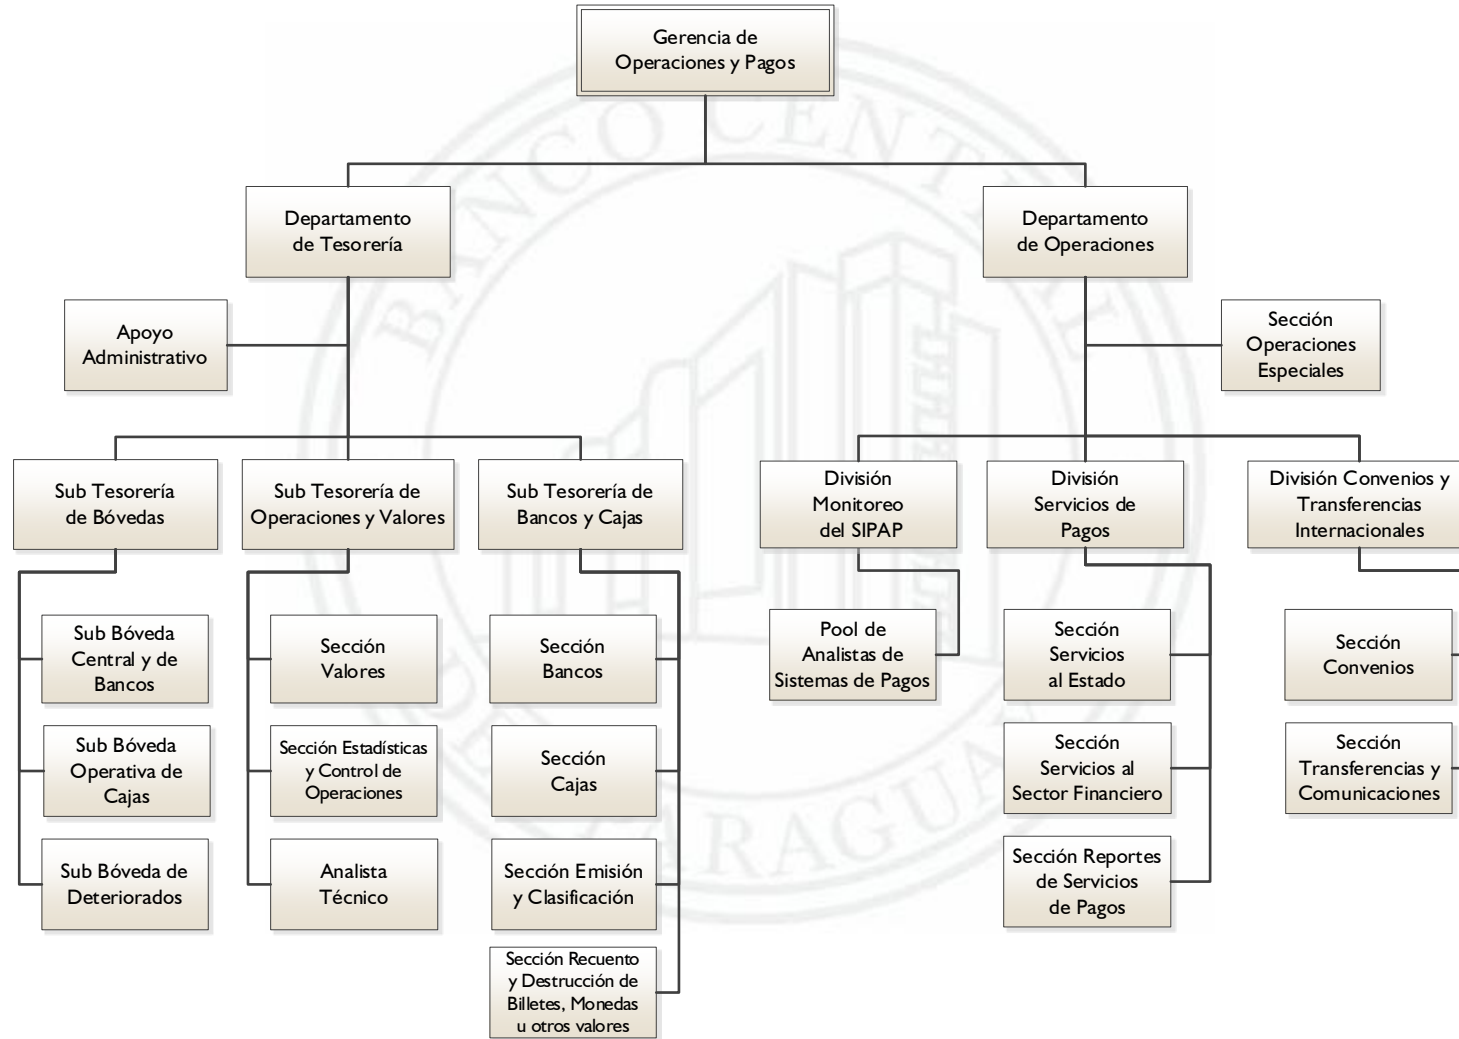 Gerencia de
Operaciones y Pagos
Departamento
de Tesorería
Departamento
de Operaciones
Apoyo
Administrativo
Sección
Operaciones
Especiales
Sub Tesorería
de Bóvedas
Sub Tesorería de
Operaciones y Valores
Sub Tesorería de
Bancos y Cajas
División
Monitoreo
del SIPAP
División
Servicios de
Pagos
División Convenios y
Transferencias
Internacionales
Sub Bóveda
Central y de
Bancos
Sub Bóveda
Operativa de
Cajas
Sub Bóveda de
Deteriorados
Sección
Valores
Sección Estadísticas
y Control de
Operaciones
Analista
Técnico
Sección
Bancos
Sección
Cajas
Sección Emisión
y Clasificación
Sección Recuento
y Destrucción de
Billetes, Monedas
u otros valores
Pool de
Analistas de
Sistemas de Pagos
Sección
Servicios
al Estado
Sección
Servicios al
Sector Financiero
Sección Reportes
de Servicios
de Pagos
Sección
Convenios
Sección
Transferencias y
Comunicaciones
BANCO CENTRAL
DEL PARAGUAY